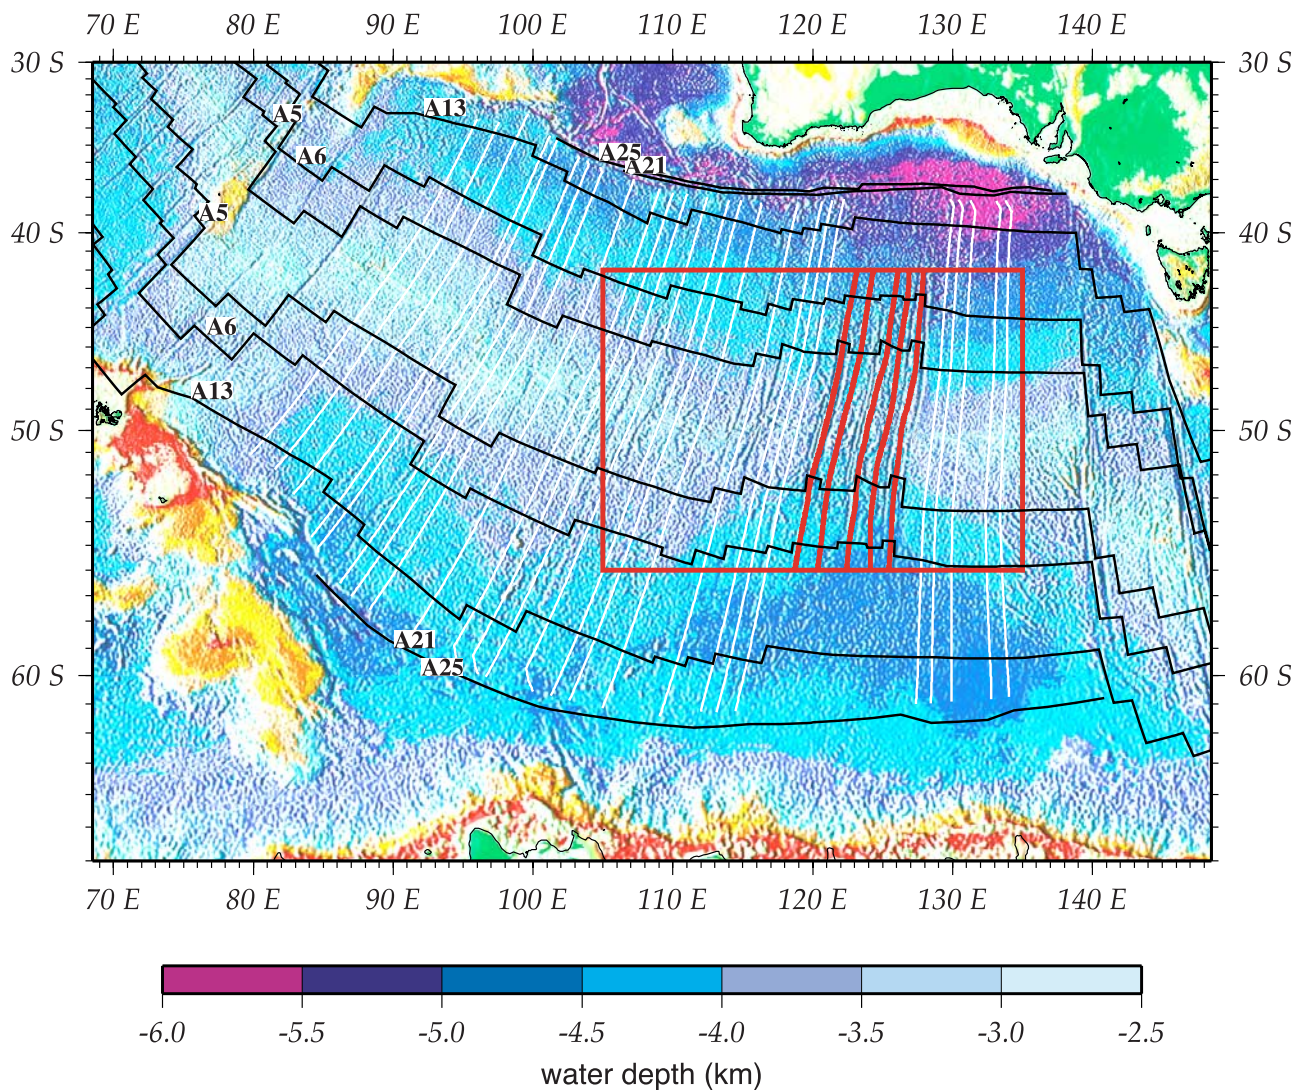 70 E 80 E 90 E 100 E 110 E 120 E 130 E 140 E
30 S 30 S
A13
A5
A25
A6
A21
A5
40 S 40 S
A6
A13
50 S 50 S
A21
A25
60 S 60 S
70 E 80 E 90 E 100 E 110 E 120 E 130 E 140 E
-6.0 -5.5 -5.0 -4.5 -4.0 -3.5 -3.0 -2.5
water depth (km)